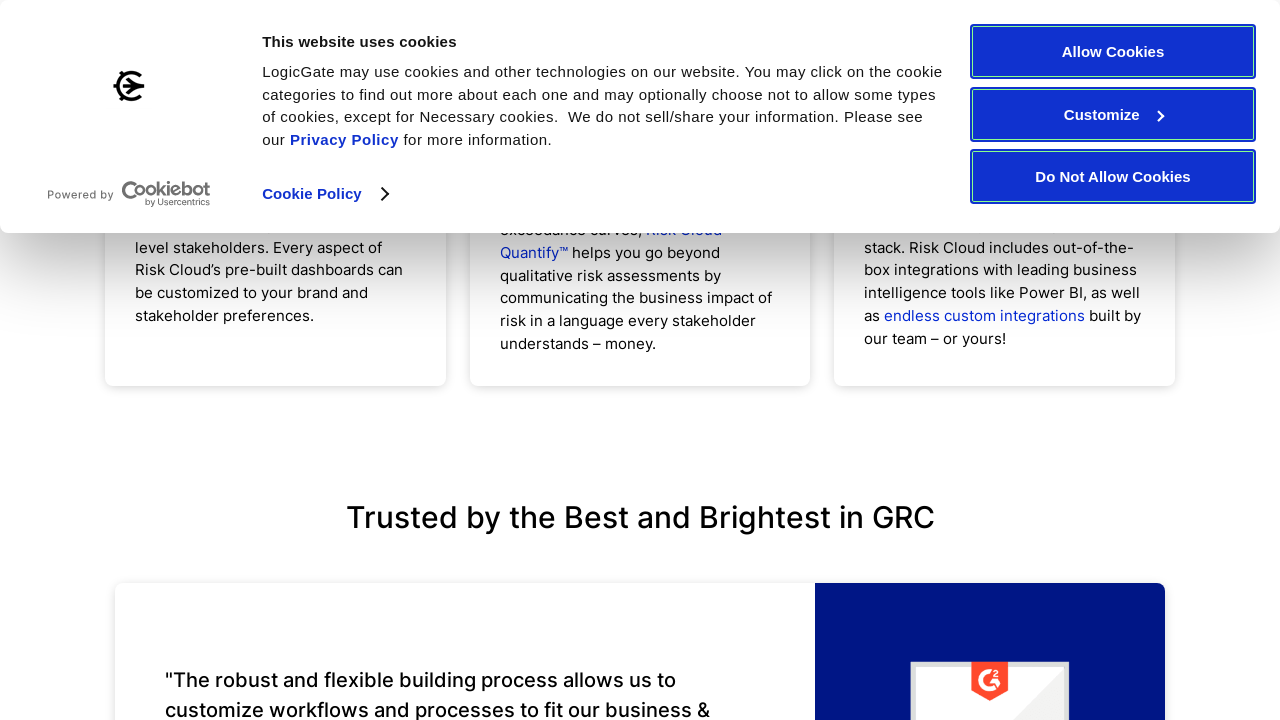 This website uses cookies
LogicGate may use cookies and other technologies on our website. You may click on the cookie
categories to find out more about each one and may optionally choose not to allow some types
of cookies, except for Necessary cookies.  We do not sell/share your information. Please see
our Privacy Policy for more information.
Cookie Policy
Powered by Cookiebot
by Usercentrics
Allow Cookies
Customize
Do Not Allow Cookies
level stakeholders. Every aspect of
Risk Cloud’s pre-built dashboards can
be customized to your brand and
stakeholder preferences.
exceedance curves, Risk Cloud
Quantify™ helps you go beyond
qualitative risk assessments by
communicating the business impact of
risk in a language every stakeholder
understands – money.
stack. Risk Cloud includes out-of-the-
box integrations with leading business
intelligence tools like Power BI, as well
as endless custom integrations built by
our team – or yours!
Trusted by the Best and Brightest in GRC
"The robust and flexible building process allows us to
customize workflows and processes to fit our business &
G2